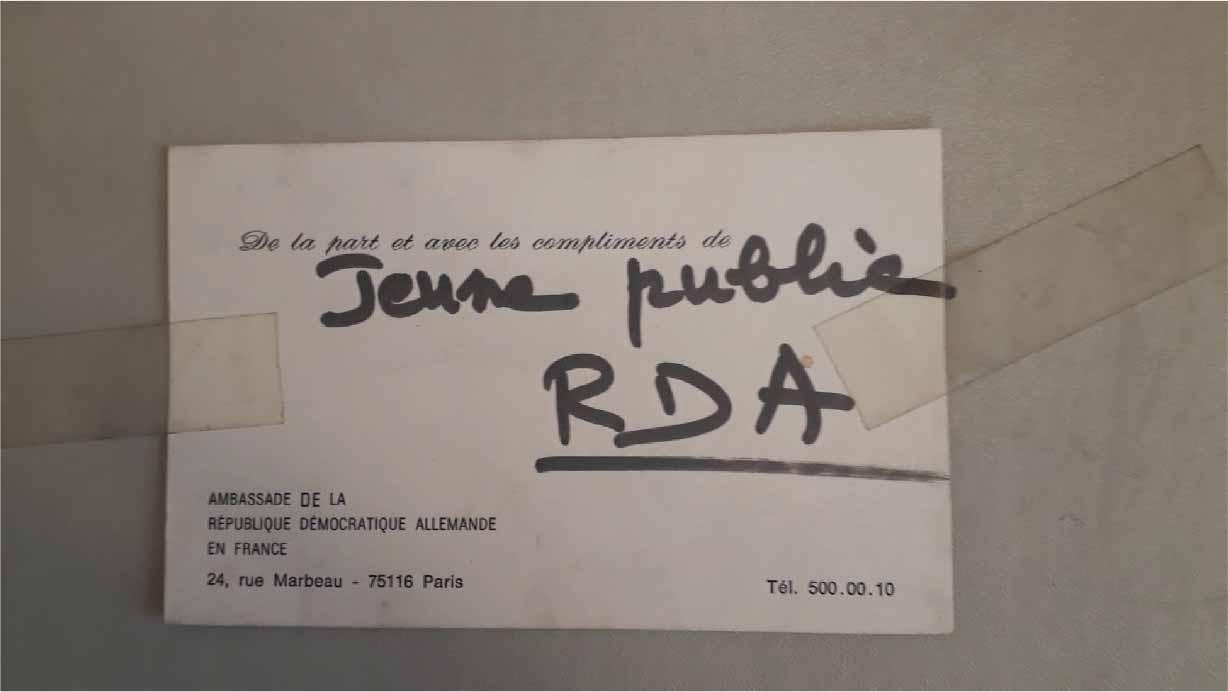 De la part et avec les compliments de
Jeune public
RDA
AMBASSADE DE LA
RÉPUBLIQUE DÉMOCRATIQUE ALLEMANDE
EN FRANCE
24, rue Marbeau - 75116 Paris
Tél. 500.00.10